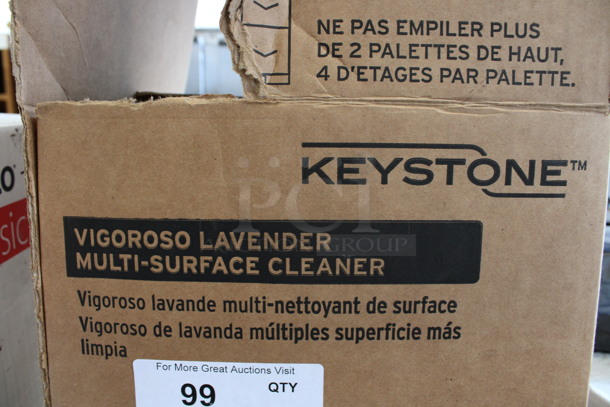 NE PAS EMPILER PLUS
DE 2 PALETTES DE HAUT,
4 D'ETAGES PAR PALETTE.
KEYSTONE™
VIGOROSO LAVENDER
MULTI-SURFACE CLEANER
Vigoroso lavande multi-nettoyant de surface
Vigoroso de lavanda múltiples superficie más
limpia
For More Great Auctions Visit
99 QTY
PCI
GROUP